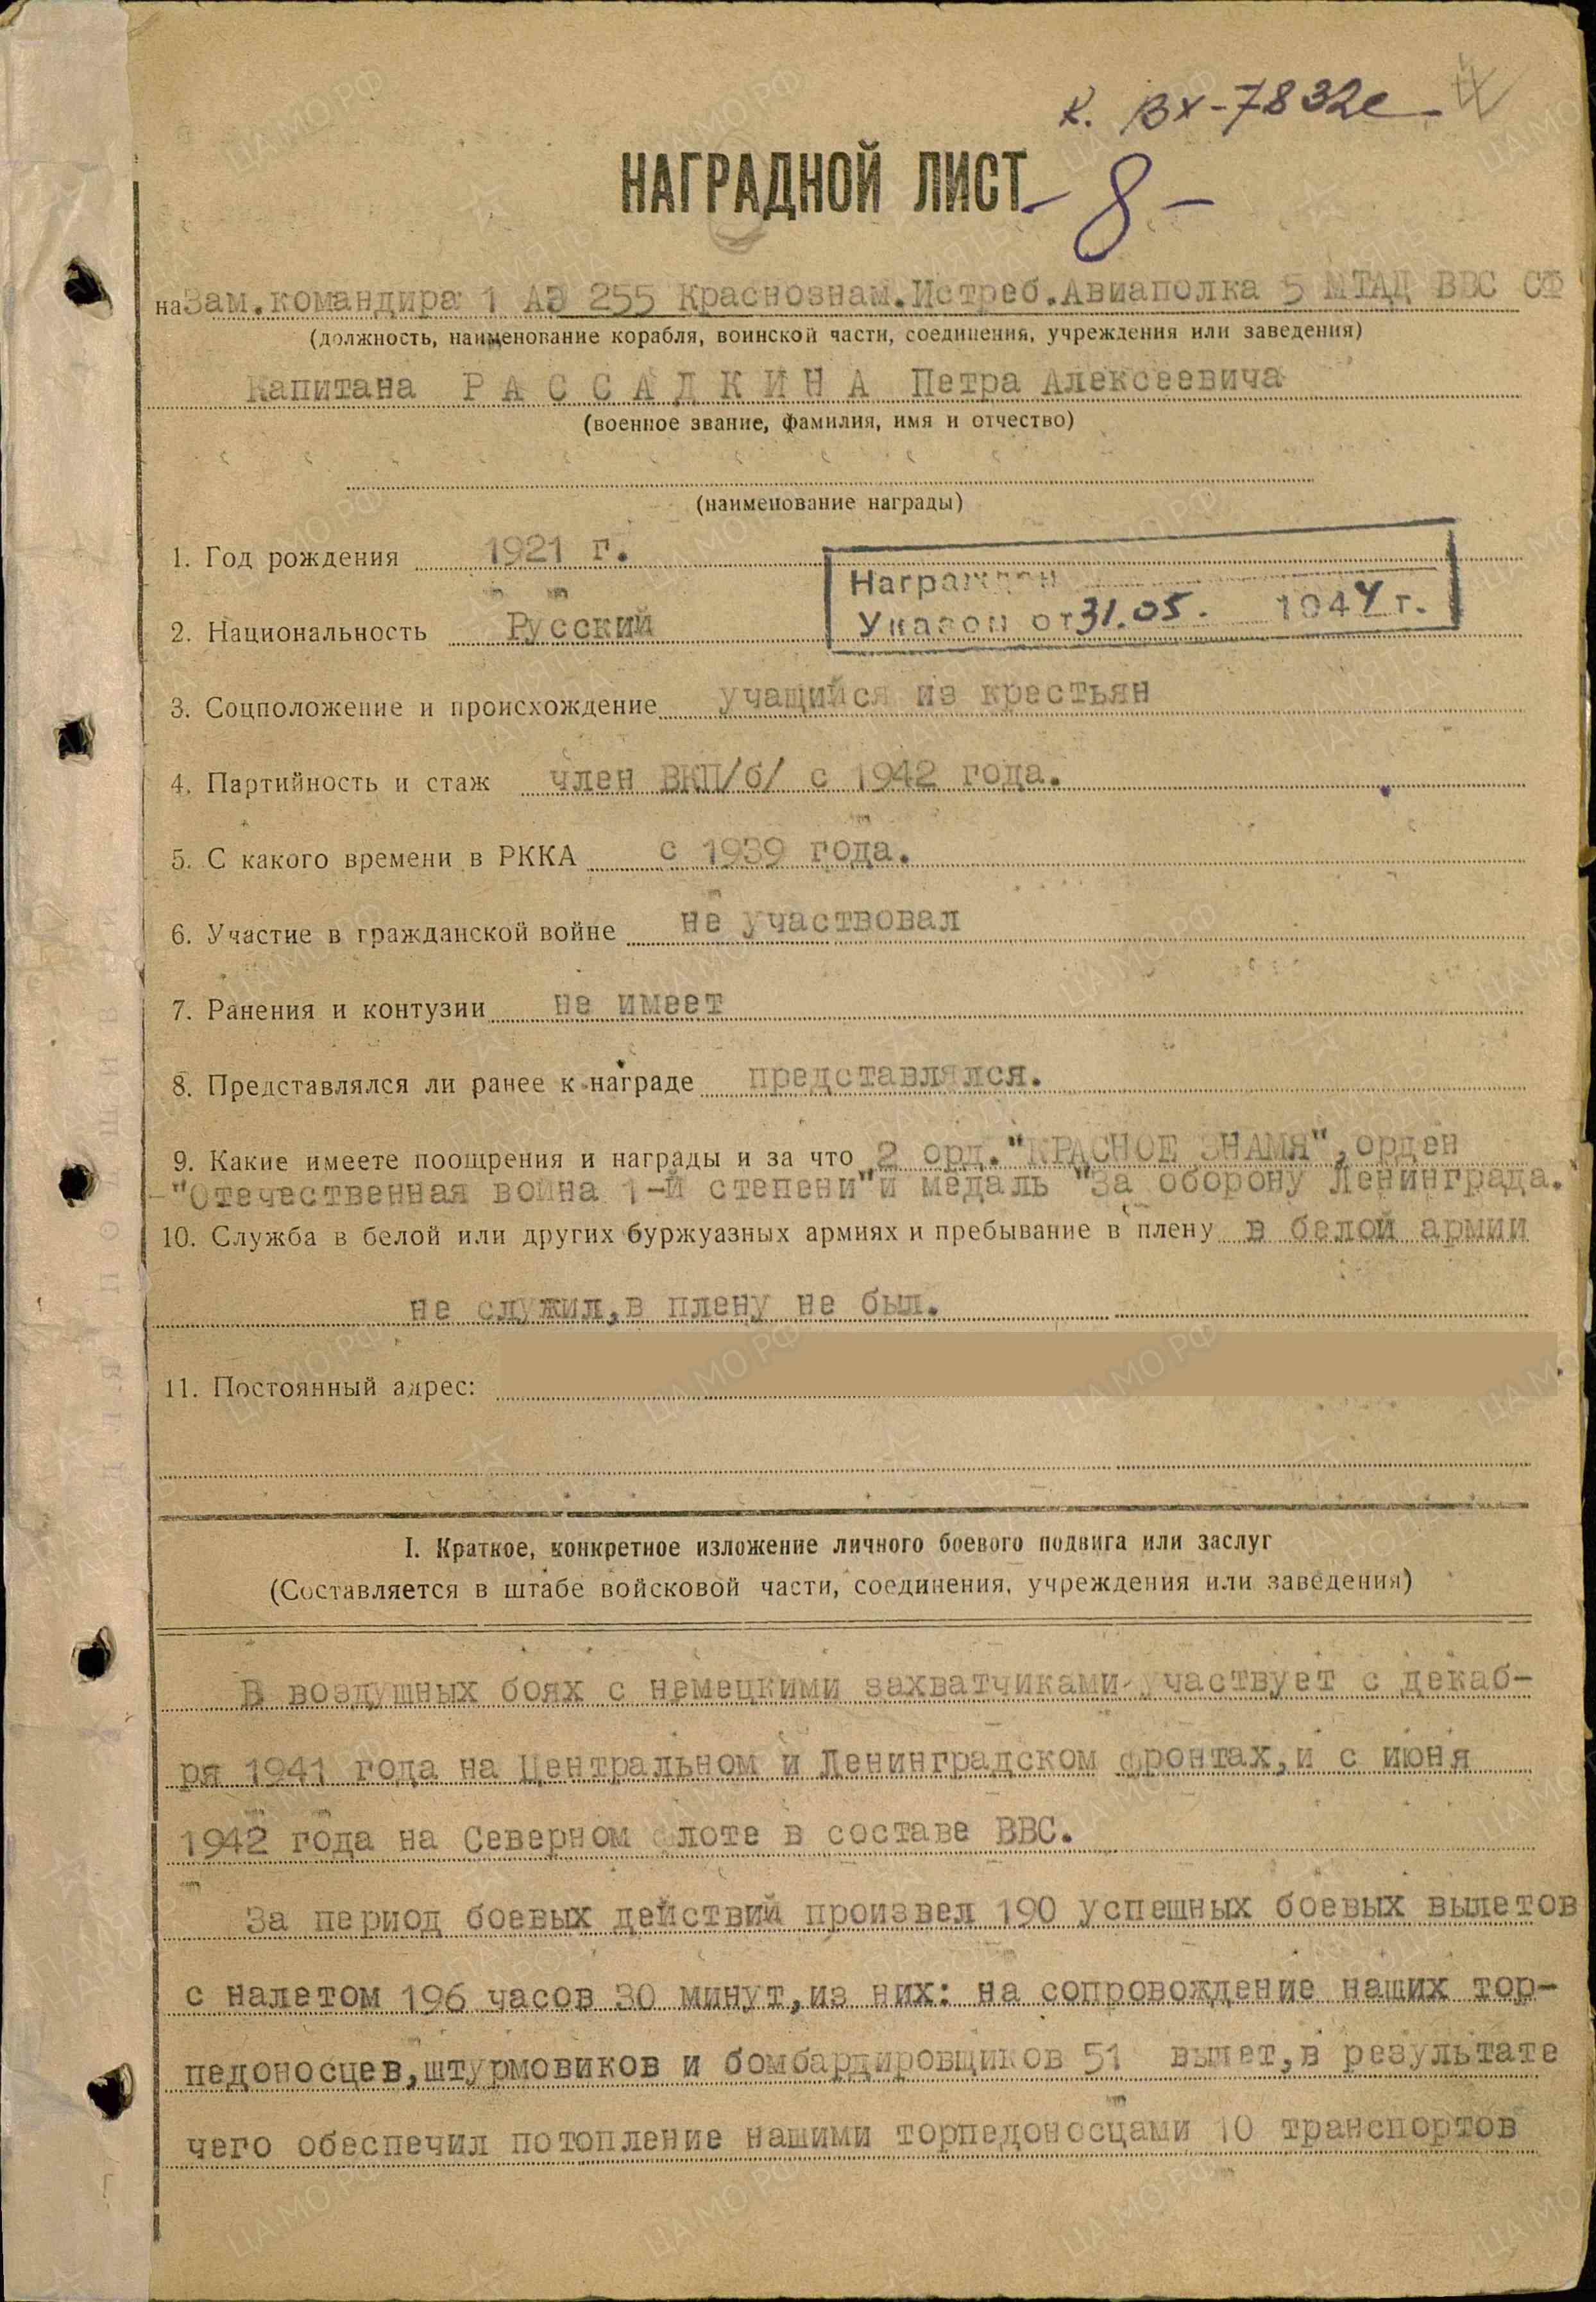 к. вх-7832с
НАГРАДНОЙ ЛИСТ - 8 -
на Зам.командира 1 АЭ 255 Краснознам.Истреб.Авиаполка 5 МТАД ВВС СФ
(должность, наименование корабля, воинской части, соединения, учреждения или заведения)
Капитана Р А С С А Д К И Н А Петра Алексеевича
(военное звание, фамилия, имя и отчество)
(наименование награды)
1. Год рождения 1921 г.
Награжден
Указом от 31.05. 1944 г.
2. Национальность Русский
3. Соцположение и происхождение учащийся из крестьян
4. Партийность и стаж член ВКП/б/ с 1942 года.
5. С какого времени в РККА с 1939 года.
6. Участие в гражданской войне не участвовал
7. Ранения и контузии не имеет
8. Представлялся ли ранее к награде представлялся.
9. Какие имеете поощрения и награды и за что 2 орд."КРАСНОЕ ЗНАМЯ",орден
"Отечественная война 1-й степени"и медаль "За оборону Ленинграда."
10. Служба в белой или других буржуазных армиях и пребывание в плену в белой армии
не служил,в плену не был.
11. Постоянный адрес:
I. Краткое, конкретное изложение личного боевого подвига или заслуг
(Составляется в штабе войсковой части, соединения, учреждения или заведения)
В воздушных боях с немецкими захватчиками участвует с декаб-
ря 1941 года на Центральном и Ленинградском фронтах,и с июня
1942 года на Северном флоте в составе ВВС.
За период боевых действий произвел 190 успешных боевых вылетов
с налетом 196 часов 30 минут,из них: на сопровождение наших тор-
педоносцев,штурмовиков и бомбардировщиков 51 вылет,в результате
чего обеспечил потопление нашими торпедоносцами 10 транспортов